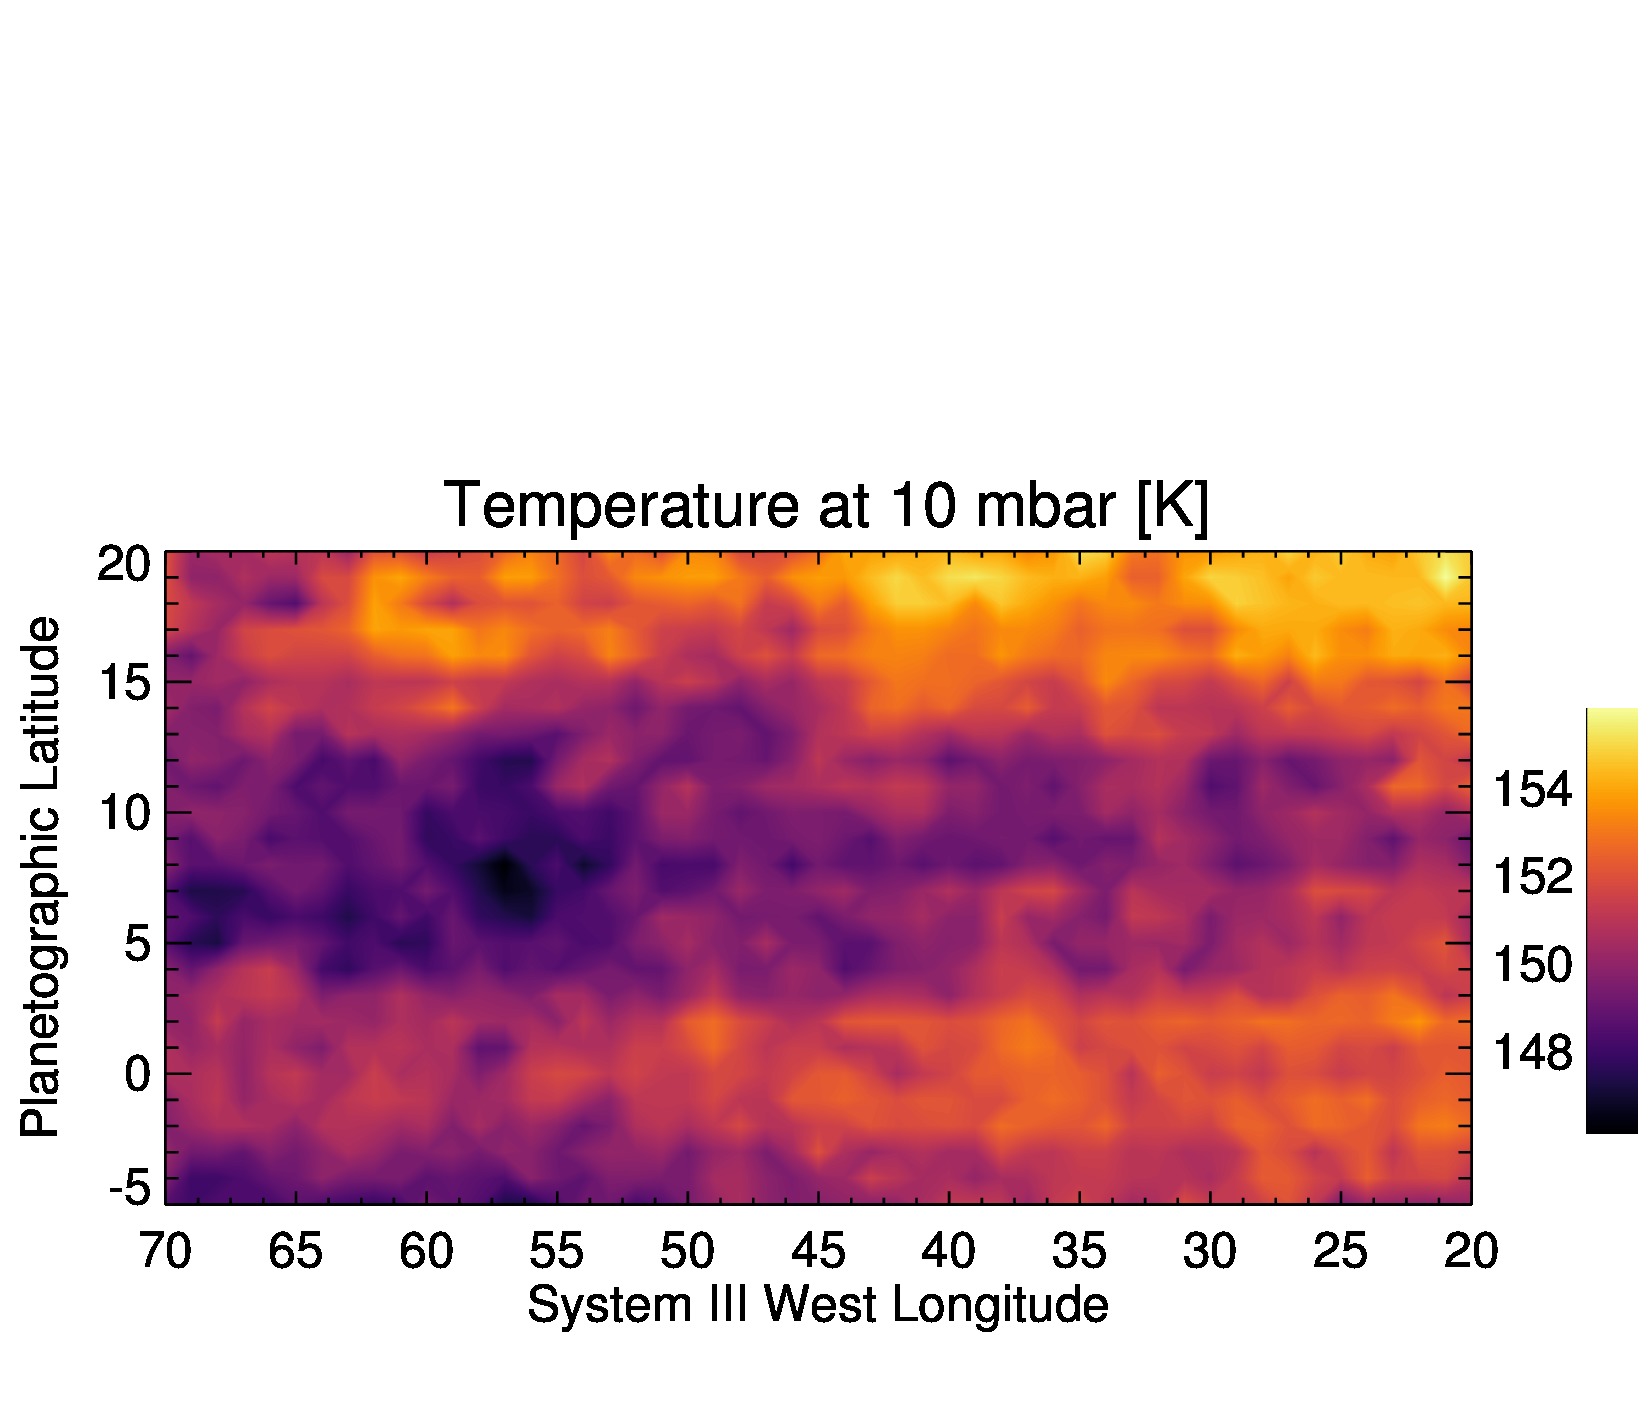 Temperature at 10 mbar [K]
20
15
10
5
0
-5
Planetographic Latitude
70 65 60 55 50 45 40 35 30 25 20
System III West Longitude
154
152
150
148